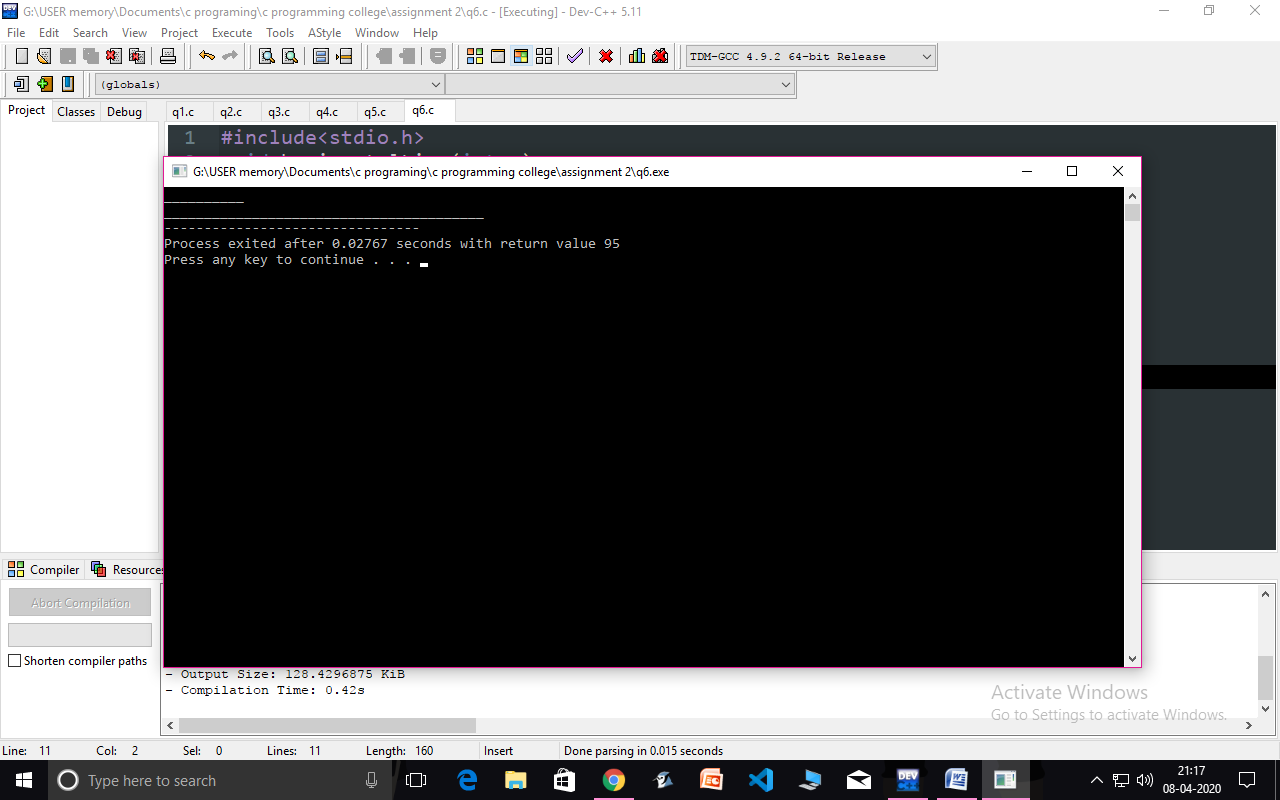 G:\USER memory\Documents\c programing\c programming college\assignment 2\q6.c - [Executing] - Dev-C++ 5.11
File Edit Search View Project Execute Tools AStyle Window Help
TDM-GCC 4.9.2 64-bit Release
(globals)
Project Classes Debug q1.c q2.c q3.c q4.c q5.c q6.c
1 #include<stdio.h>
G:\USER memory\Documents\c programing\c programming college\assignment 2\q6.exe
__________
________________________________________
--------------------------------
Process exited after 0.02767 seconds with return value 95
Press any key to continue . . .
Compiler Resources
Abort Compilation
Shorten compiler paths
- Output Size: 128.4296875 KiB
- Compilation Time: 0.42s
Activate Windows
Go to Settings to activate Windows.
Line: 11 Col: 2 Sel: 0 Lines: 11 Length: 160 Insert Done parsing in 0.015 seconds
Type here to search
21:17
08-04-2020